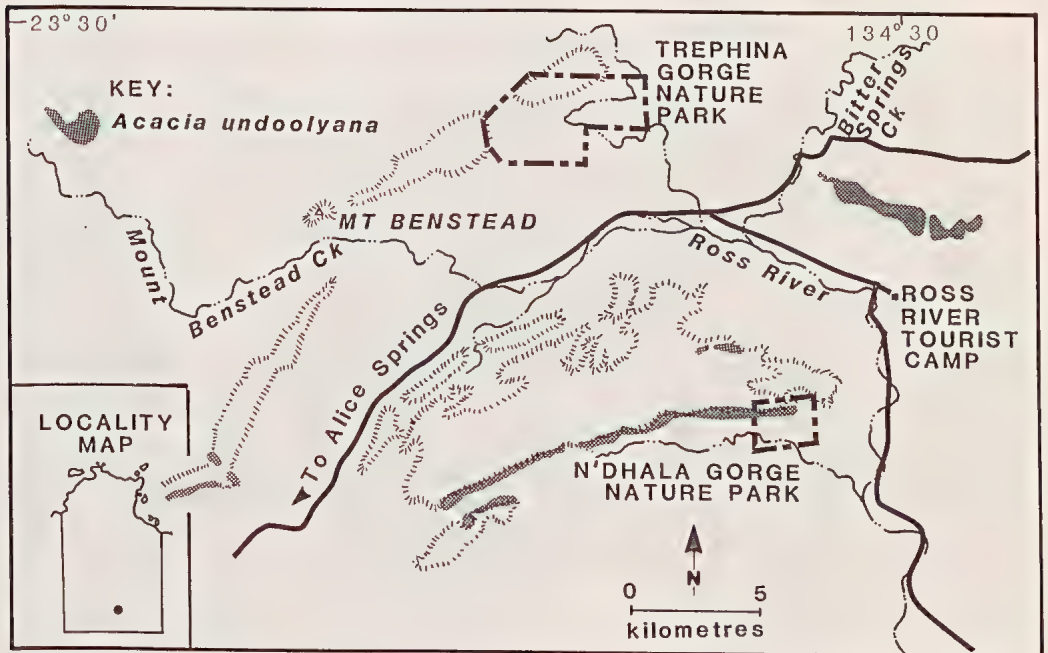 23°30'
134°30
KEY:
Acacia undoolyana
TREPHINA
GORGE
NATURE
PARK
Bitter
Springs
Ck
MT BENSTEAD
Mount
Benstead Ck
Ross River
ROSS
RIVER
TOURIST
CAMP
To Alice Springs
LOCALITY
MAP
N'DHALA GORGE
NATURE PARK
N
0 5
kilometres